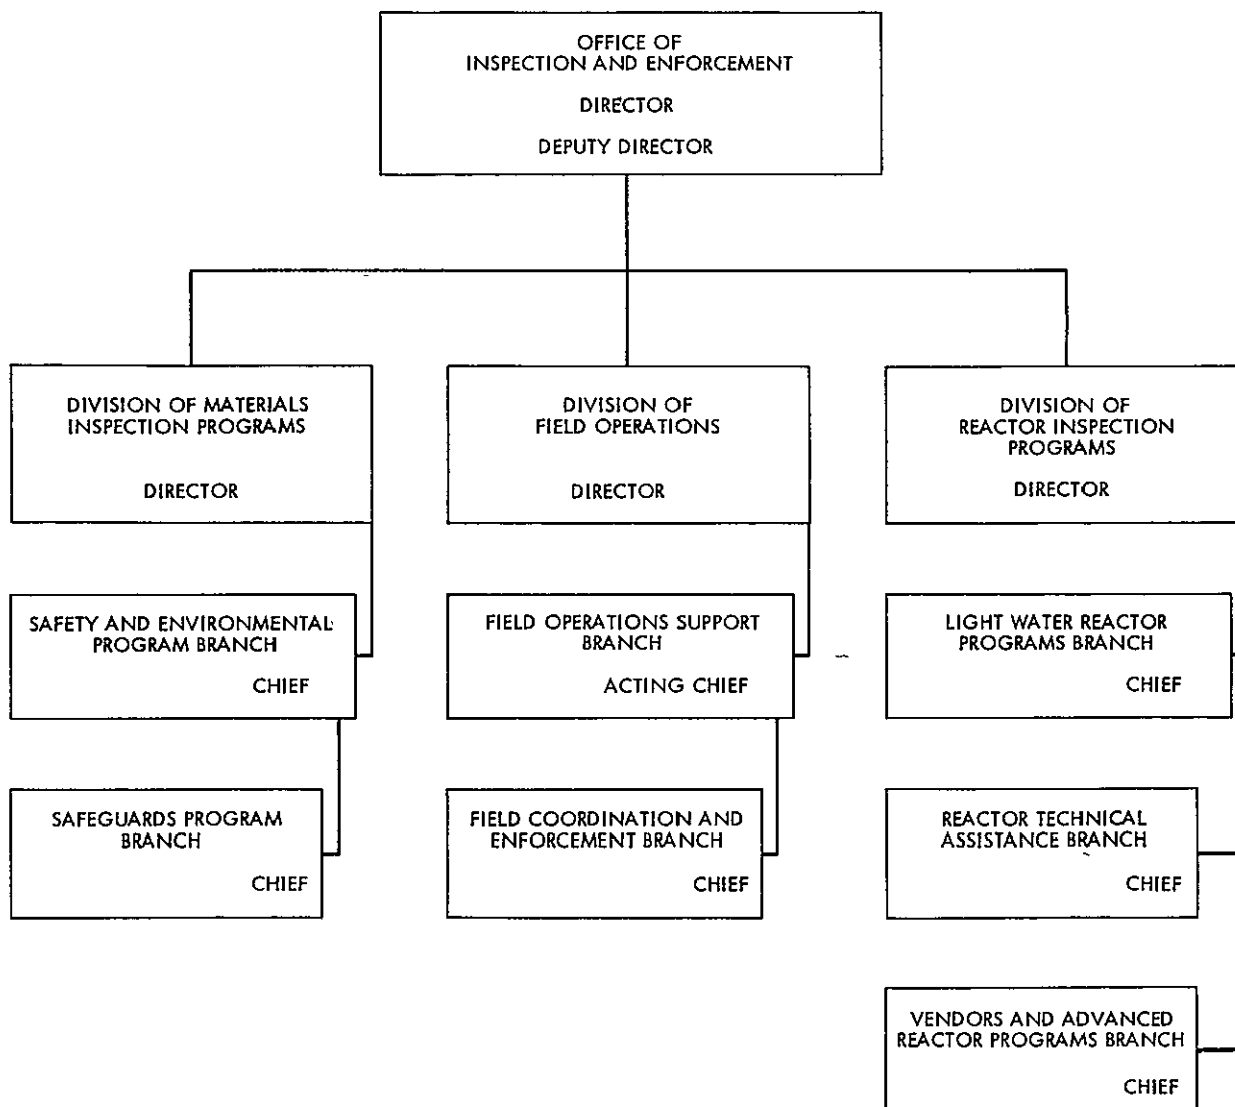 OFFICE OF
INSPECTION AND ENFORCEMENT
DIRECTOR
DEPUTY DIRECTOR
DIVISION OF MATERIALS
INSPECTION PROGRAMS
DIRECTOR
DIVISION OF
FIELD OPERATIONS
DIRECTOR
DIVISION OF
REACTOR INSPECTION
PROGRAMS
DIRECTOR
SAFETY AND ENVIRONMENTAL
PROGRAM BRANCH
CHIEF
FIELD OPERATIONS SUPPORT
BRANCH
ACTING CHIEF
LIGHT WATER REACTOR
PROGRAMS BRANCH
CHIEF
SAFEGUARDS PROGRAM
BRANCH
CHIEF
FIELD COORDINATION AND
ENFORCEMENT BRANCH
CHIEF
REACTOR TECHNICAL
ASSISTANCE BRANCH
CHIEF
VENDORS AND ADVANCED
REACTOR PROGRAMS BRANCH
CHIEF